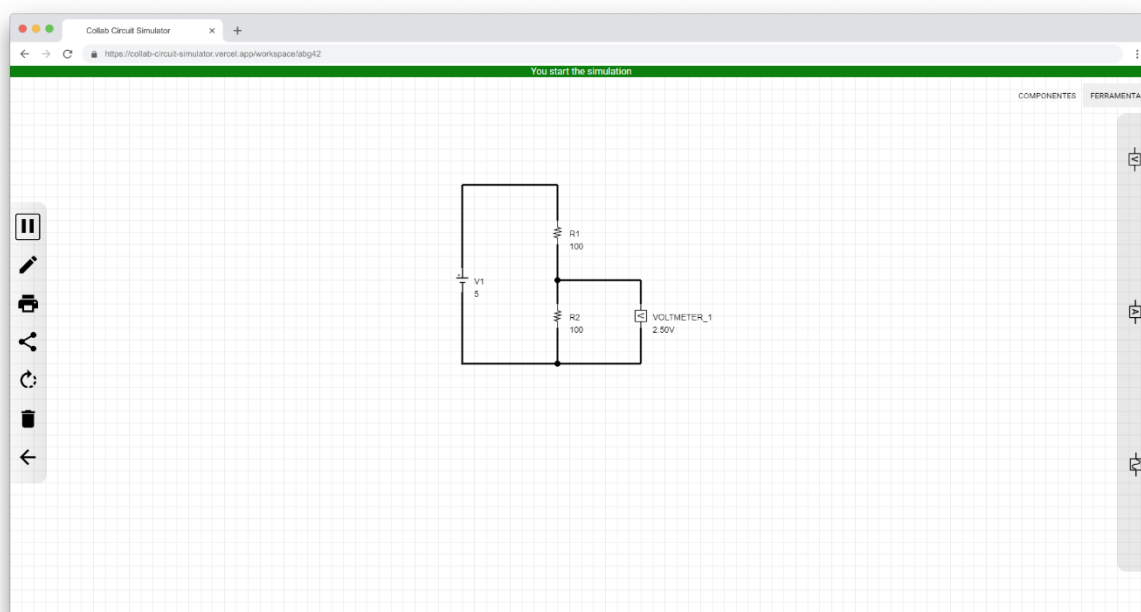 Collab Circuit Simulator
https://collab-circuit-simulator.vercel.app/workspace/abg42
You start the simulation
COMPONENTES FERRAMENTA
R1
100
V1
5
R2
100
VOLTMETER_1
2.50V
V
A
V